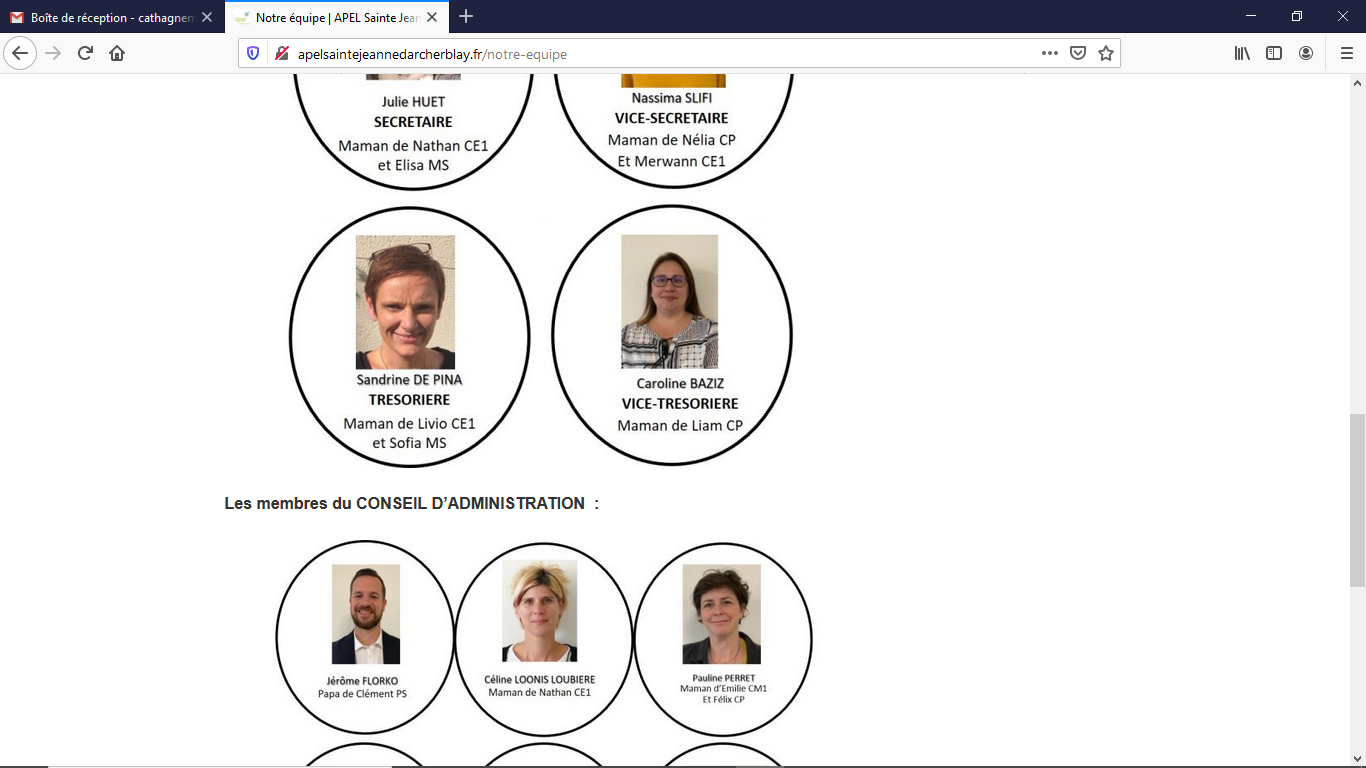 Boîte de réception - cathagnem
Notre équipe | APEL Sainte Jean
apelsaintejeannedarcherblay.fr/notre-equipe
Julie HUET
SECRETAIRE
Maman de Nathan CE1
et Elisa MS
Nassima SLIFI
VICE-SECRETAIRE
Maman de Nélia CP
Et Merwann CE1
Sandrine DE PINA
TRESORIERE
Maman de Livio CE1
et Sofia MS
Caroline BAZIZ
VICE-TRESORIERE
Maman de Liam CP
Les membres du CONSEIL D’ADMINISTRATION :
Jérôme FLORKO
Papa de Clément PS
Céline LOONIS LOUBIERE
Maman de Nathan CE1
Pauline PERRET
Maman d’Emilie CM1
Et Félix CP